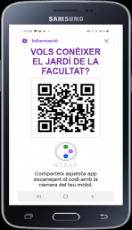 SAMSUNG
Informació
VOLS CONÈIXER
EL JARDÍ DE LA
FACULTAT?
Comparteix aquesta app
escanejant el codi amb la
càmera del teu mòbil.